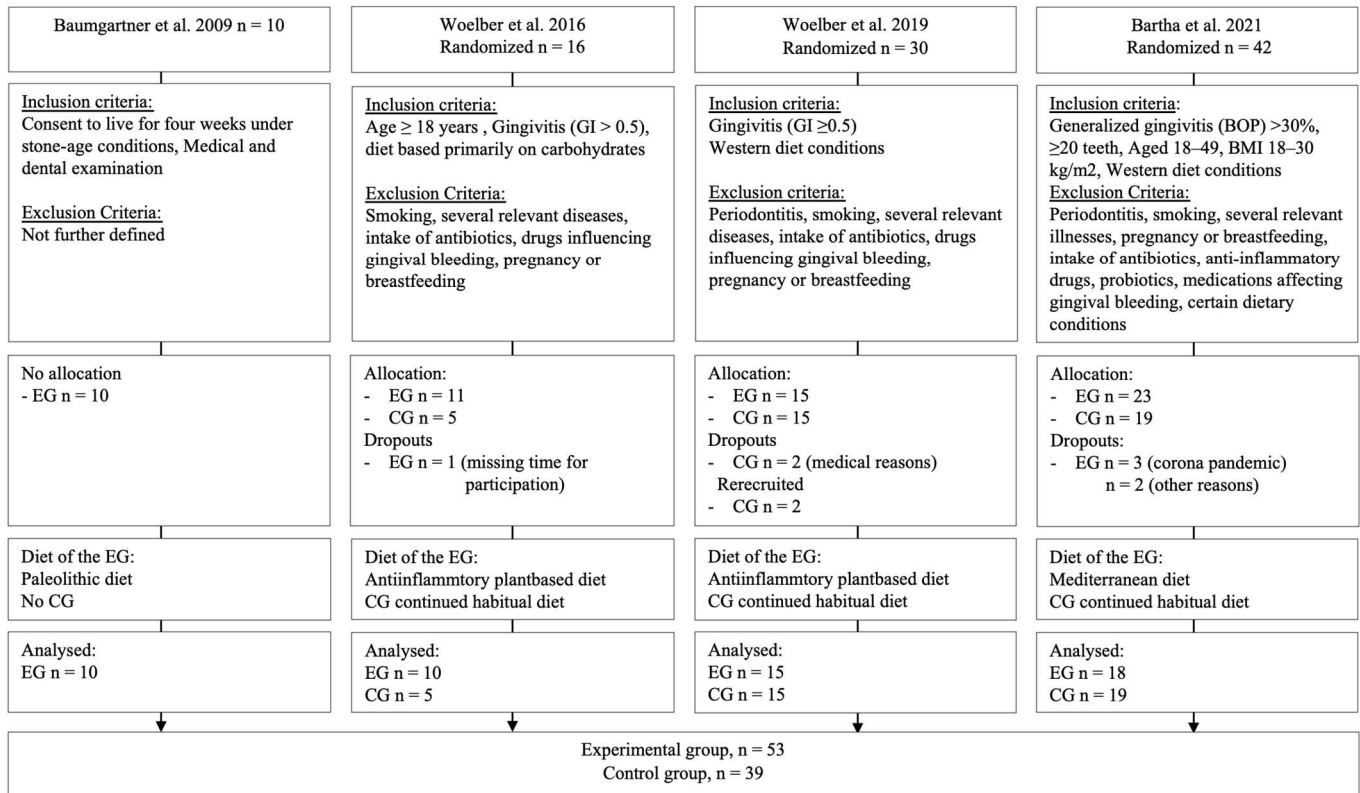 Baumgartner et al. 2009 n = 10
Inclusion criteria:
Consent to live for four weeks under
stone-age conditions, Medical and
dental examination
Exclusion Criteria:
Not further defined
No allocation
- EG n = 10
Diet of the EG:
Paleolithic diet
No CG
Analysed:
EG n = 10
Woelber et al. 2016
Randomized n = 16
Inclusion criteria:
Age ≥ 18 years , Gingivitis (GI > 0.5),
diet based primarily on carbohydrates
Exclusion Criteria:
Smoking, several relevant diseases,
intake of antibiotics, drugs influencing
gingival bleeding, pregnancy or
breastfeeding
Allocation:
- EG n = 11
- CG n = 5
Dropouts
- EG n = 1 (missing time for
participation)
Diet of the EG:
Antiinflammtory plantbased diet
CG continued habitual diet
Analysed:
EG n = 10
CG n = 5
Woelber et al. 2019
Randomized n = 30
Inclusion criteria:
Gingivitis (GI ≥0.5)
Western diet conditions
Exclusion criteria:
Periodontitis, smoking, several relevant
diseases, intake of antibiotics, drugs
influencing gingival bleeding,
pregnancy or breastfeeding
Allocation:
- EG n = 15
- CG n = 15
Dropouts
- CG n = 2 (medical reasons)
Rerecruited
- CG n = 2
Diet of the EG:
Antiinflammtory plantbased diet
CG continued habitual diet
Analysed:
EG n = 15
CG n = 15
Bartha et al. 2021
Randomized n = 42
Inclusion criteria:
Generalized gingivitis (BOP) >30%,
≥20 teeth, Aged 18–49, BMI 18–30
kg/m2, Western diet conditions
Exclusion Criteria:
Periodontitis, smoking, several relevant
illnesses, pregnancy or breastfeeding,
intake of antibiotics, anti-inflammatory
drugs, probiotics, medications affecting
gingival bleeding, certain dietary
conditions
Allocation:
- EG n = 23
- CG n = 19
Dropouts:
- EG n = 3 (corona pandemic)
n = 2 (other reasons)
Diet of the EG:
Mediterranean diet
CG continued habitual diet
Analysed:
EG n = 18
CG n = 19
Experimental group, n = 53
Control group, n = 39